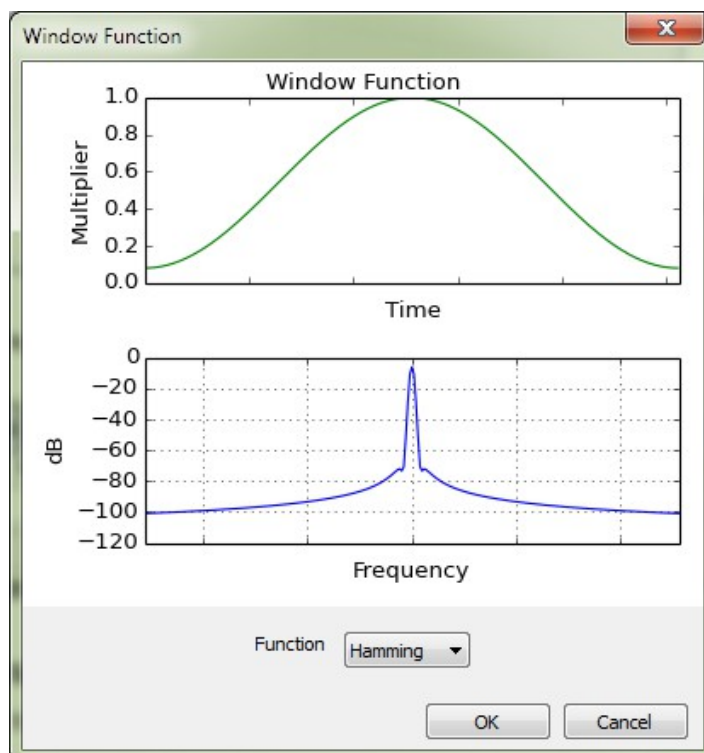 Window Function
X
Window Function
1.0
0.8
0.6
0.4
0.2
0.0
Multiplier
Time
0
−20
−40
−60
−80
−100
−120
dB
Frequency
Function
Hamming
OK
Cancel